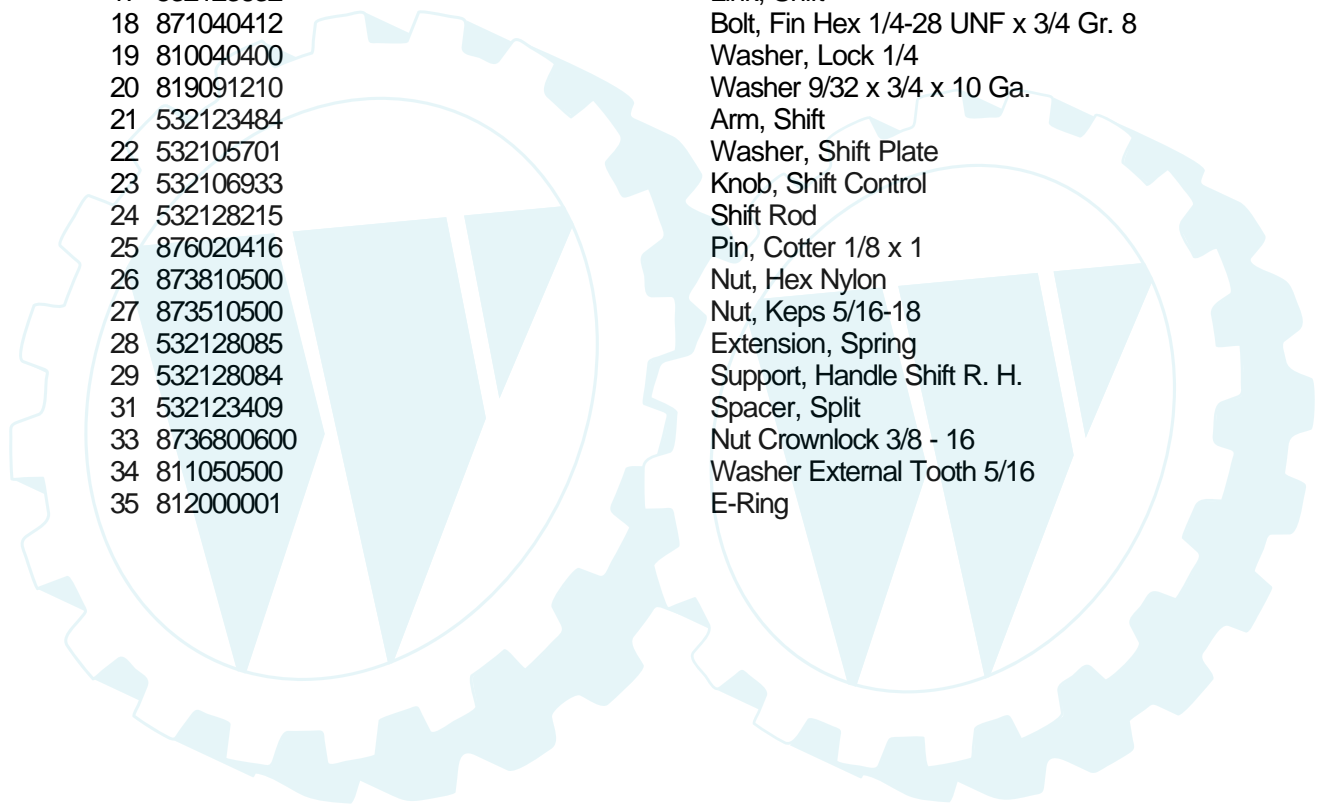 18 871040412 Bolt, Fin Hex 1/4-28 UNF x 3/4 Gr. 8
19 810040400 Washer, Lock 1/4
20 819091210 Washer 9/32 x 3/4 x 10 Ga.
21 532123484 Arm, Shift
22 532105701 Washer, Shift Plate
23 532106933 Knob, Shift Control
24 532128215 Shift Rod
25 876020416 Pin, Cotter 1/8 x 1
26 873810500 Nut, Hex Nylon
27 873510500 Nut, Keps 5/16-18
28 532128085 Extension, Spring
29 532128084 Support, Handle Shift R. H.
31 532123409 Spacer, Split
33 8736800600 Nut Crownlock 3/8 - 16
34 811050500 Washer External Tooth 5/16
35 812000001 E-Ring